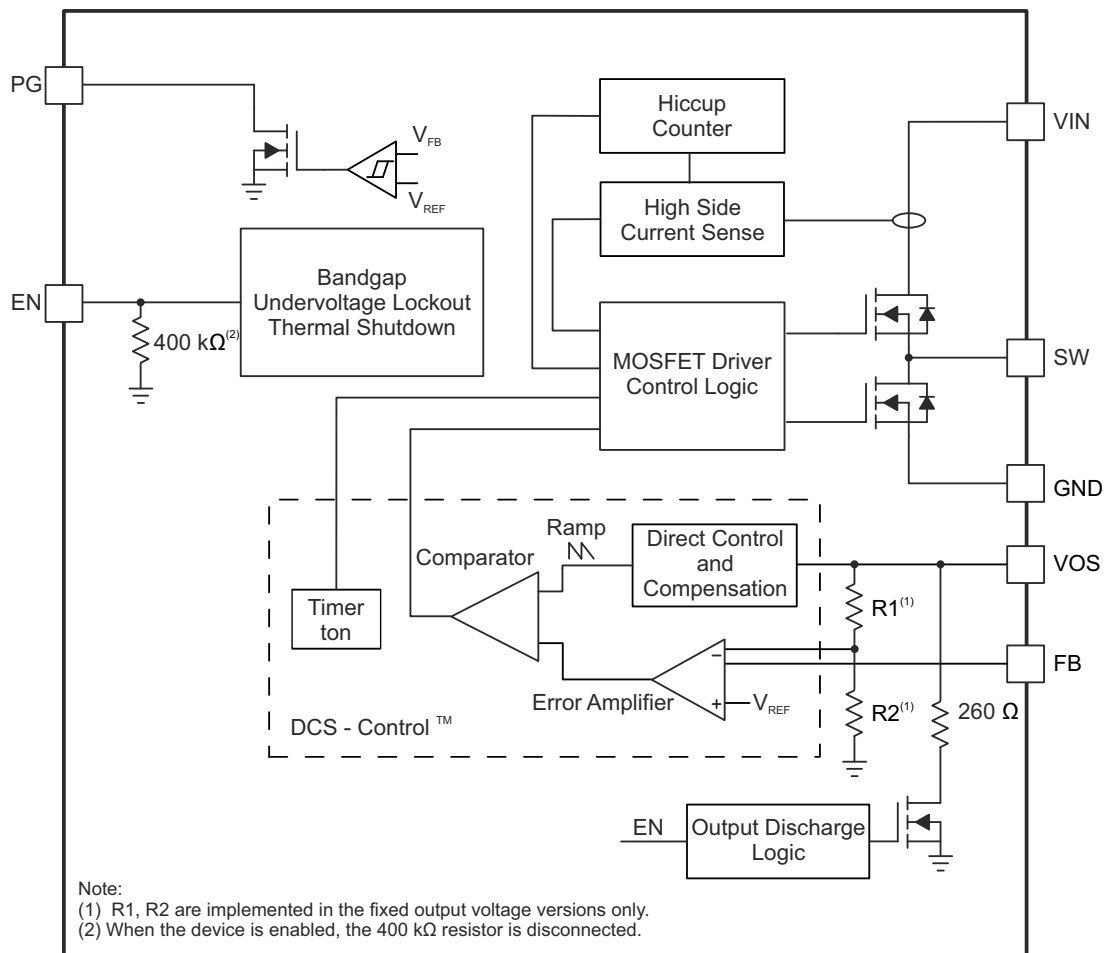 PG
Hiccup
Counter
VIN
V_FB
V_REF
High Side
Current Sense
EN
Bandgap
Undervoltage Lockout
Thermal Shutdown
400 kΩ(2)
MOSFET Driver
Control Logic
SW
GND
Ramp
Direct Control
and
Compensation
Comparator
VOS
R1(1)
Timer
ton
−
FB
Error Amplifier
+
V_REF
R2(1)
260 Ω
DCS - Control ™
EN
Output Discharge
Logic
Note:
(1) R1, R2 are implemented in the fixed output voltage versions only.
(2) When the device is enabled, the 400 kΩ resistor is disconnected.